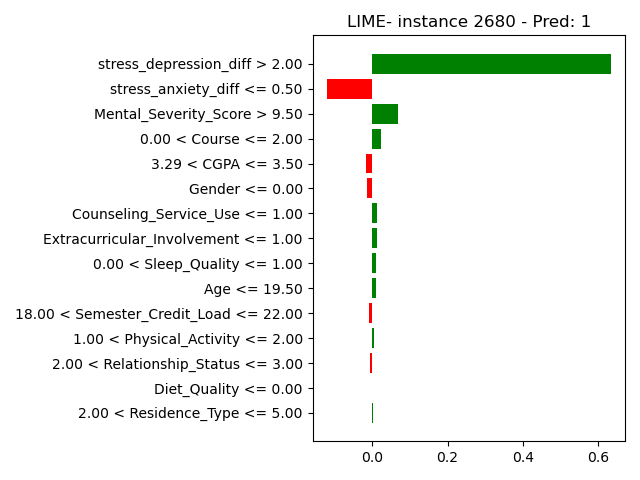 LIME- instance 2680 - Pred: 1
stress_depression_diff > 2.00
stress_anxiety_diff <= 0.50
Mental_Severity_Score > 9.50
0.00 < Course <= 2.00
3.29 < CGPA <= 3.50
Gender <= 0.00
Counseling_Service_Use <= 1.00
Extracurricular_Involvement <= 1.00
0.00 < Sleep_Quality <= 1.00
Age <= 19.50
18.00 < Semester_Credit_Load <= 22.00
1.00 < Physical_Activity <= 2.00
2.00 < Relationship_Status <= 3.00
Diet_Quality <= 0.00
2.00 < Residence_Type <= 5.00
0.0 0.2 0.4 0.6